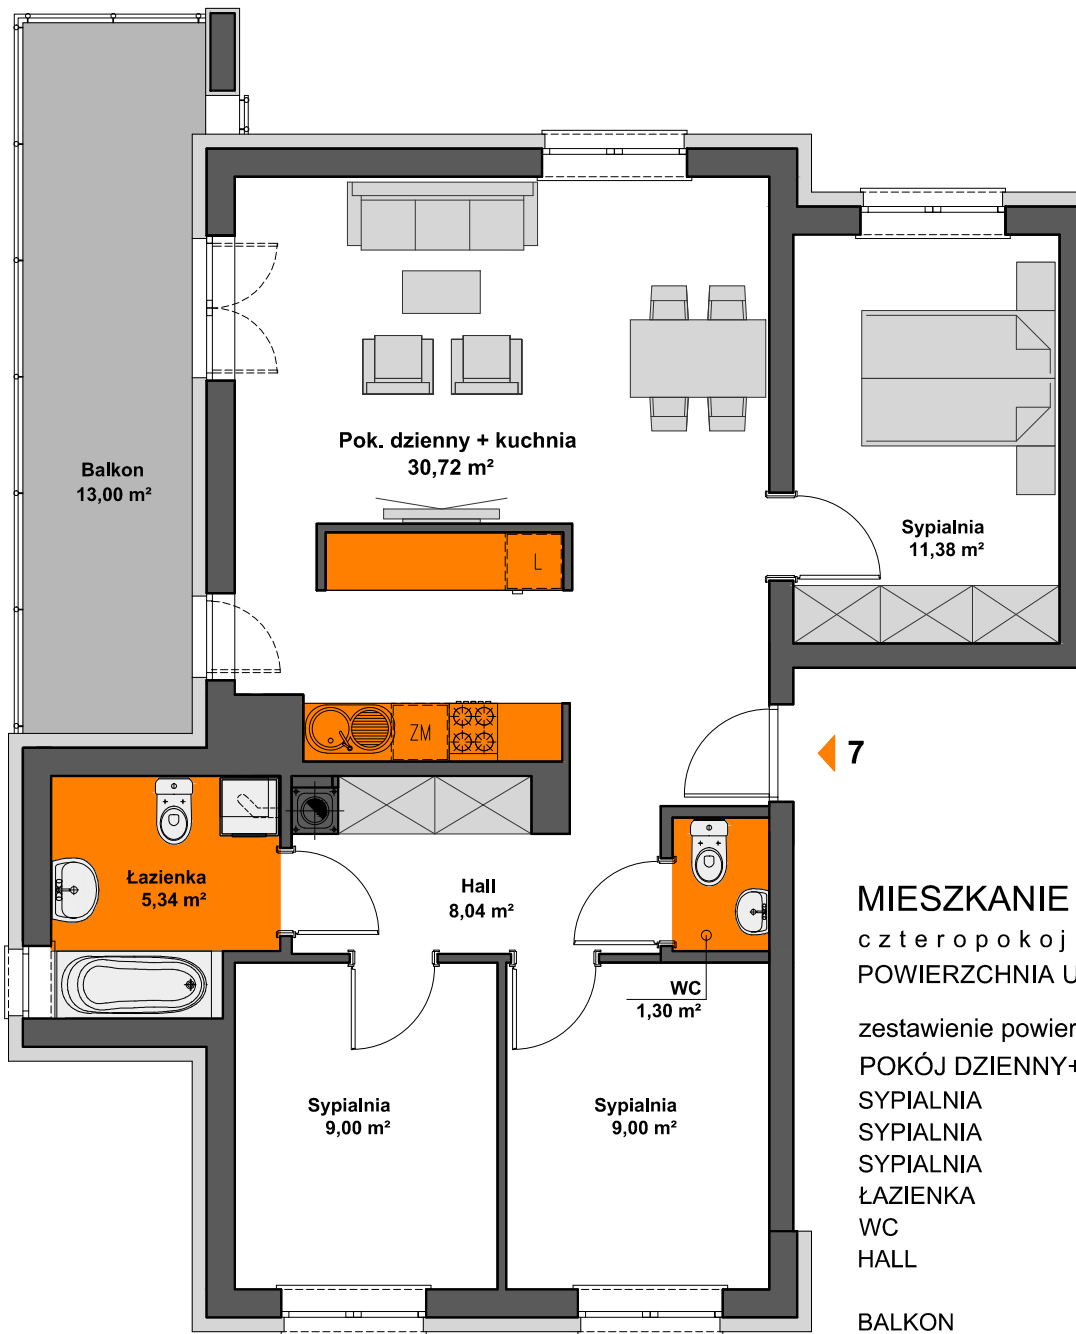 Pok. dzienny + kuchnia
30,72 m²
Balkon
13,00 m²
Sypialnia
11,38 m²
L
ZM
7
Łazienka
5,34 m²
Hall
8,04 m²
WC
1,30 m²
Sypialnia
9,00 m²
Sypialnia
9,00 m²
MIESZKANIE
czteropokoj
POWIERZCHNIA U
zestawienie powier
POKÓJ DZIENNY+
SYPIALNIA
SYPIALNIA
SYPIALNIA
ŁAZIENKA
WC
HALL
BALKON